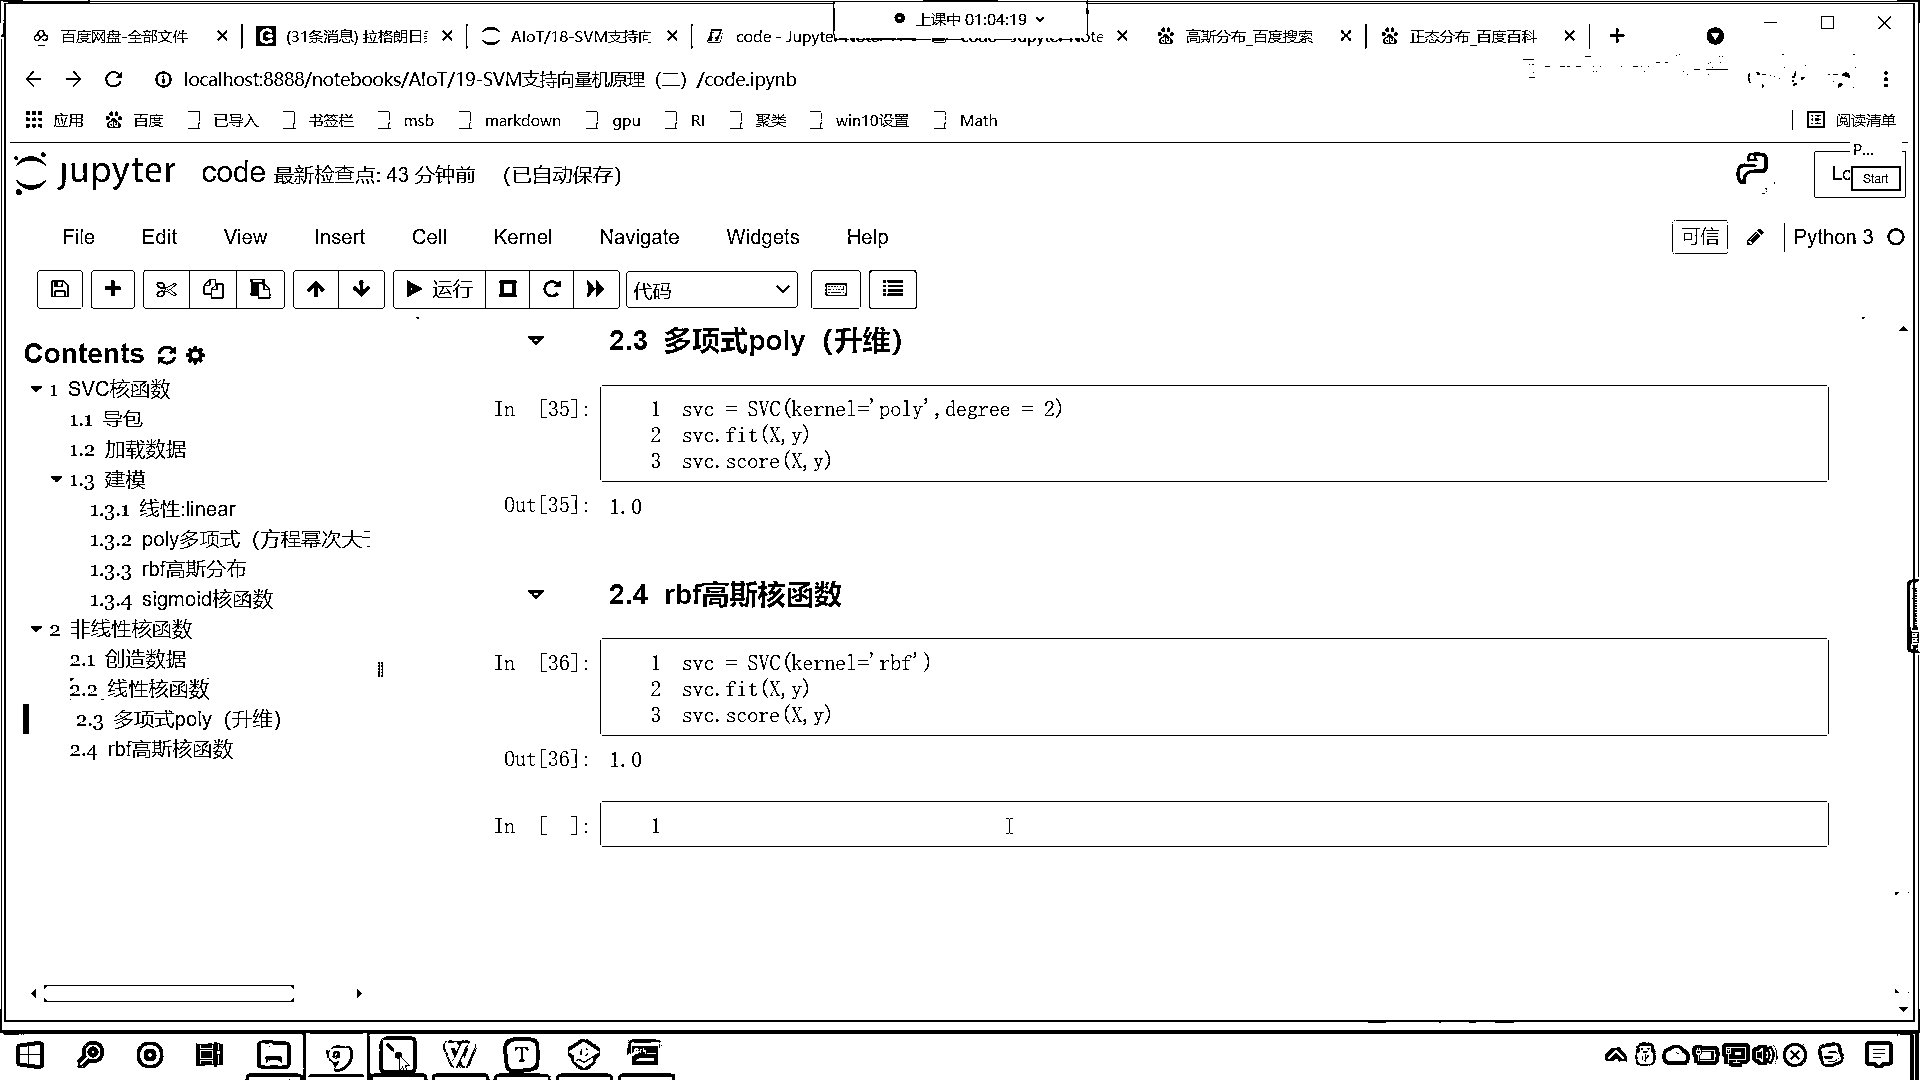 上课中 01:04:19
百度网盘-全部文件
(31条消息) 拉格朗日
AIoT/18-SVM支持向
code - Jupyter
高斯分布_百度搜索
正态分布_百度百科
localhost:8888/notebooks/AIoT/19-SVM支持向量机原理（二）/code.ipynb
应用
百度
已导入
书签栏
msb
markdown
gpu
RI
聚类
win10设置
Math
阅读清单
jupyter
code
最新检查点: 43 分钟前
(已自动保存)
P...
Lo
Start
File
Edit
View
Insert
Cell
Kernel
Navigate
Widgets
Help
可信
Python 3
运行
代码
Contents
1 SVC核函数
1.1 导包
1.2 加载数据
1.3 建模
1.3.1 线性:linear
1.3.2 poly多项式（方程幂次大于
1.3.3 rbf高斯分布
1.3.4 sigmoid核函数
2 非线性核函数
2.1 创造数据
2.2 线性核函数
2.3 多项式poly（升维）
2.4 rbf高斯核函数
2.3 多项式poly（升维）
In [35]:
1 svc = SVC(kernel='poly',degree = 2)
2 svc.fit(X,y)
3 svc.score(X,y)
Out[35]: 1.0
2.4 rbf高斯核函数
In [36]:
1 svc = SVC(kernel='rbf')
2 svc.fit(X,y)
3 svc.score(X,y)
Out[36]: 1.0
In [ ]:
1